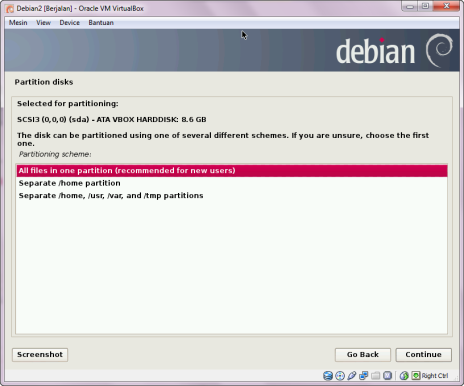 Debian2 [Berjalan] - Oracle VM VirtualBox
Mesin View Device Bantuan
debian
Partition disks
Selected for partitioning:
SCSI3 (0,0,0) (sda) - ATA VBOX HARDDISK: 8.6 GB
The disk can be partitioned using one of several different schemes. If you are unsure, choose the first
one.
Partitioning scheme:
All files in one partition (recommended for new users)
Separate /home partition
Separate /home, /usr, /var, and /tmp partitions
Screenshot Go Back Continue
Right Ctrl